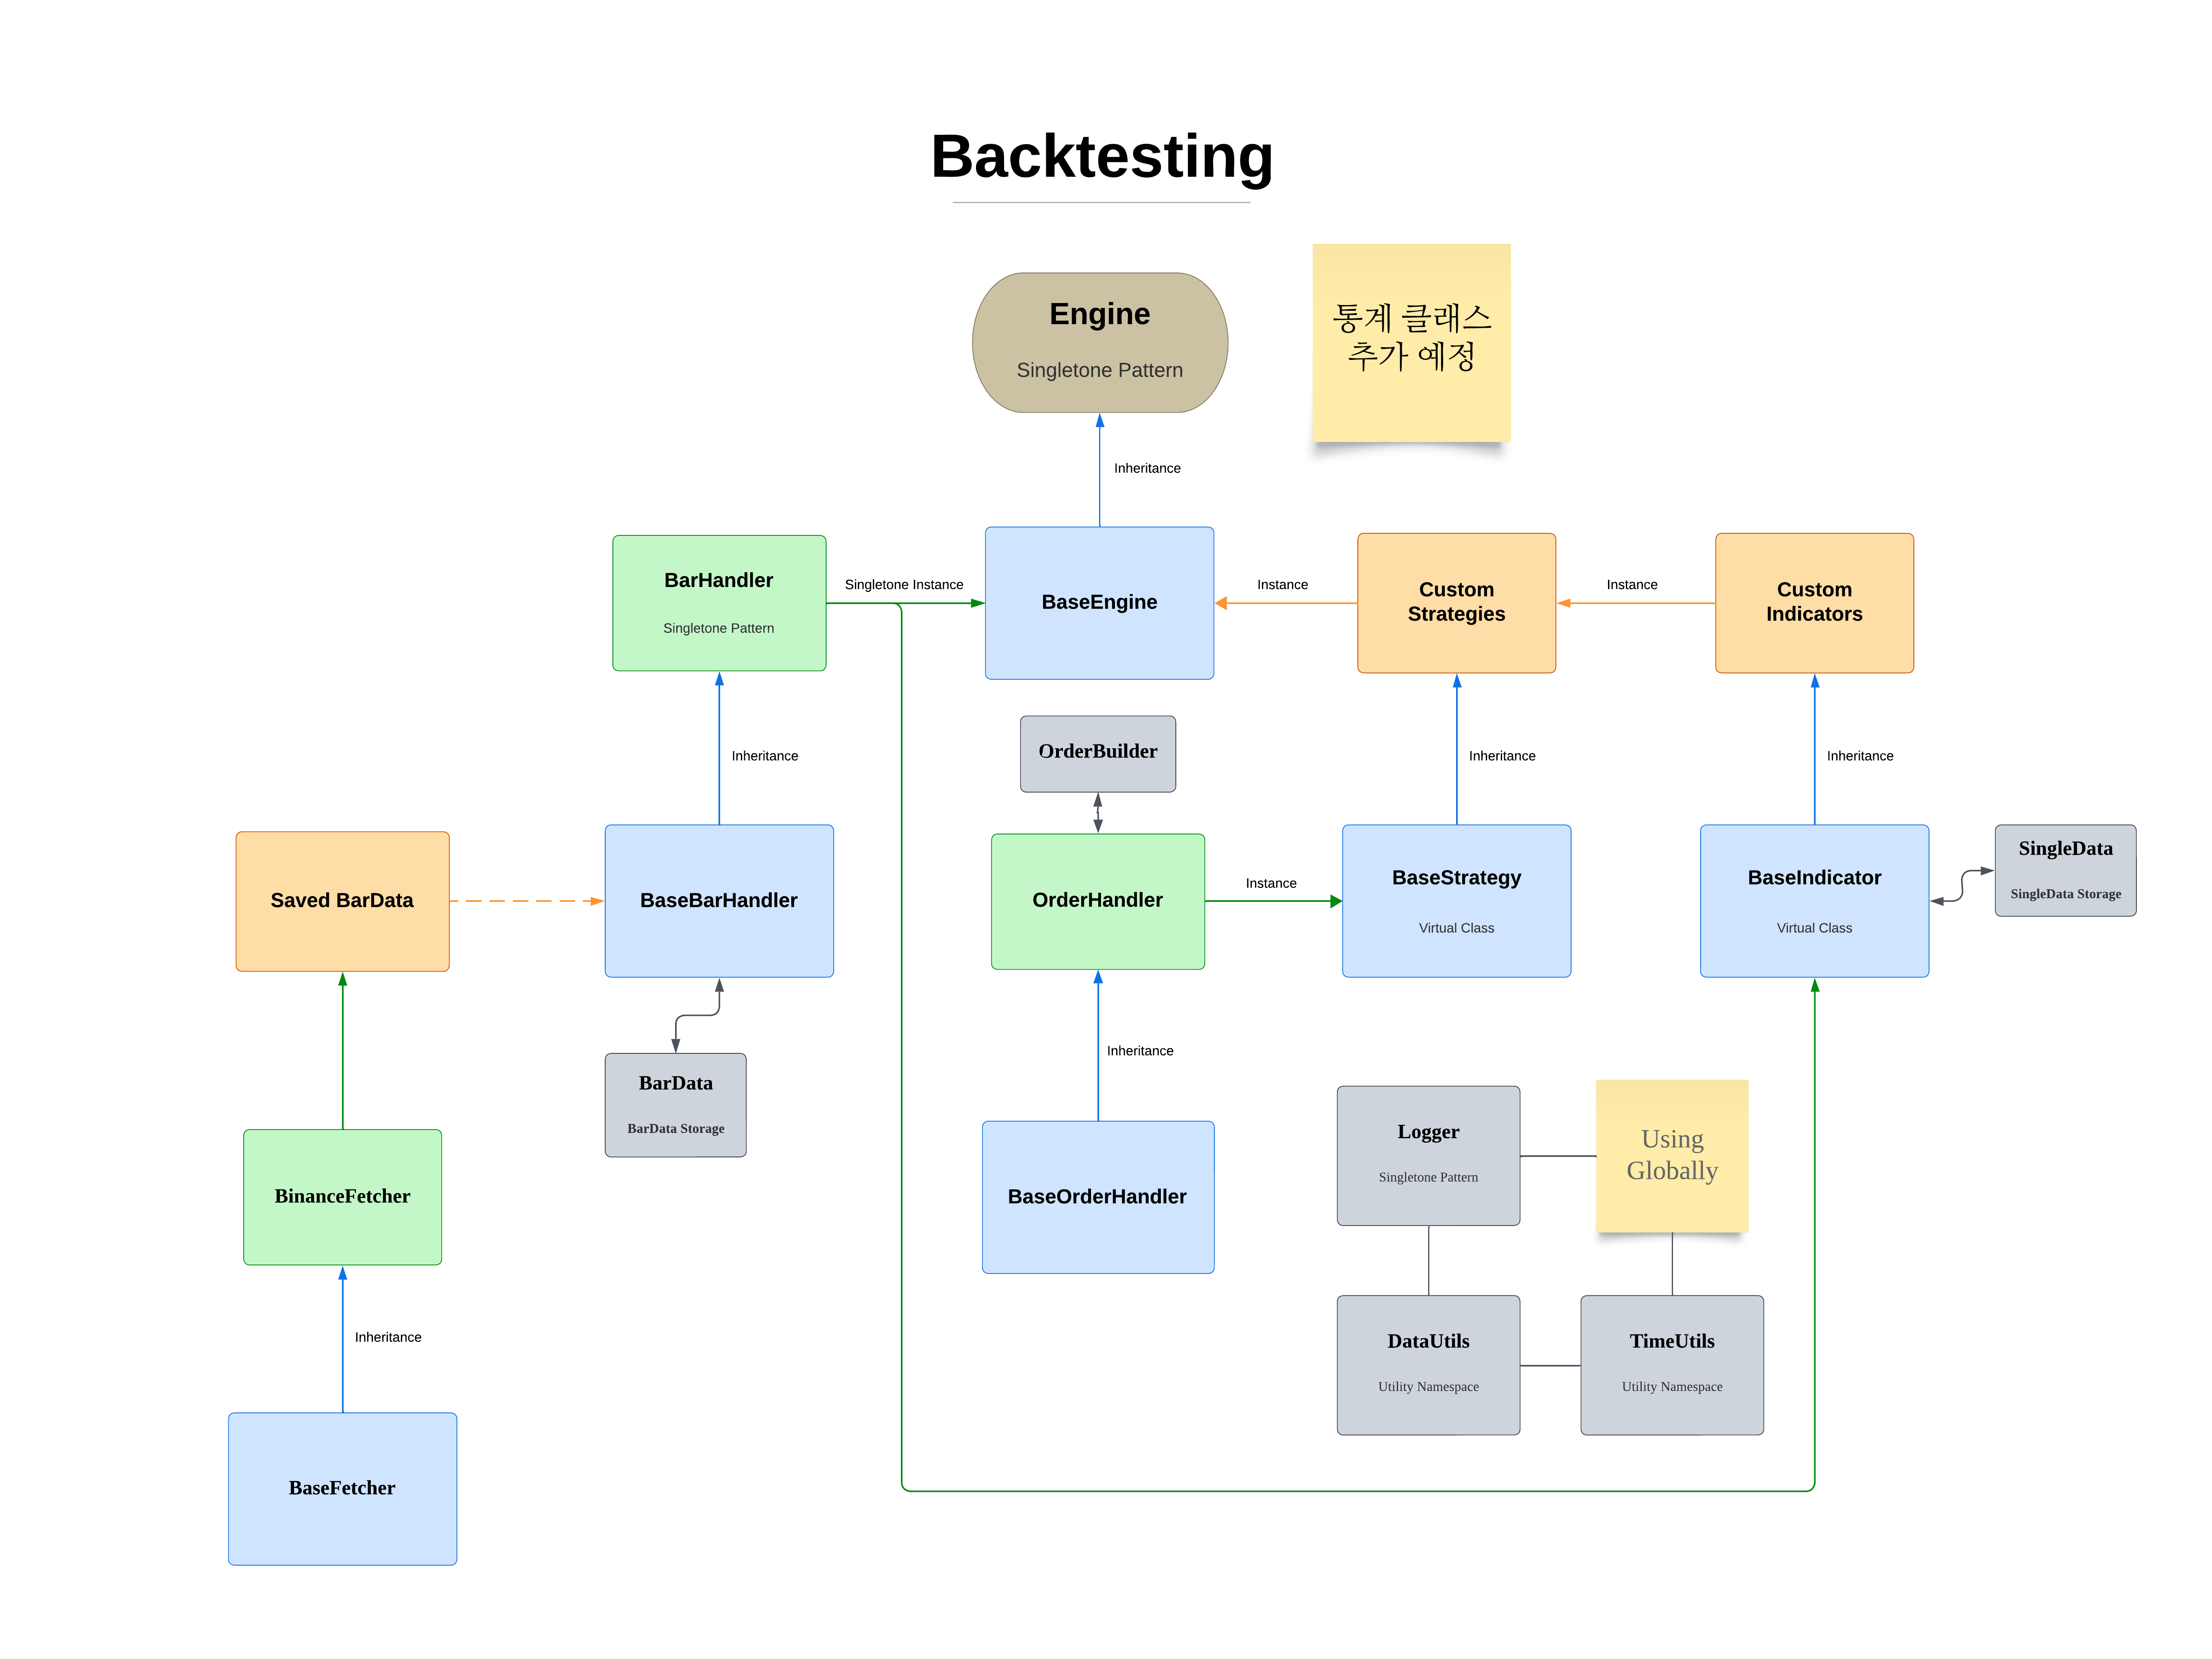 Backtesting
Engine
Singletone Pattern
통계 클래스
추가 예정
Inheritance
BarHandler
Singletone Pattern
Singletone Instance
BaseEngine
Instance
Custom
Strategies
Instance
Custom
Indicators
Inheritance
OrderBuilder
Inheritance
Inheritance
Saved BarData
BaseBarHandler
OrderHandler
Instance
BaseStrategy
Virtual Class
BaseIndicator
Virtual Class
SingleData
SingleData Storage
BarData
BarData Storage
Inheritance
BinanceFetcher
BaseOrderHandler
Logger
Singletone Pattern
Using
Globally
Inheritance
DataUtils
Utility Namespace
TimeUtils
Utility Namespace
BaseFetcher